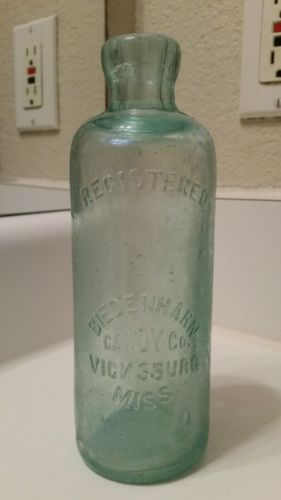 REGISTERED
BIEDENHARN
CANDY CO.
VICKSBURG
MISS